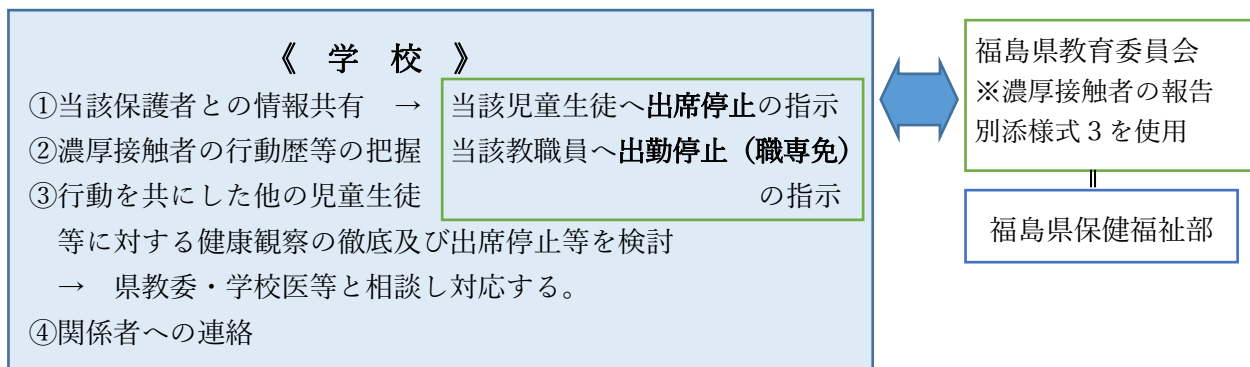 《 学 校 》
①当該保護者との情報共有 → 当該児童生徒へ出席停止の指示
②濃厚接触者の行動歴等の把握 当該教職員へ出勤停止（職専免）
③行動を共にした他の児童生徒 の指示
等に対する健康観察の徹底及び出席停止等を検討
→ 県教委・学校医等と相談し対応する。
④関係者への連絡
福島県教育委員会
※濃厚接触者の報告
別添様式３を使用
福島県保健福祉部